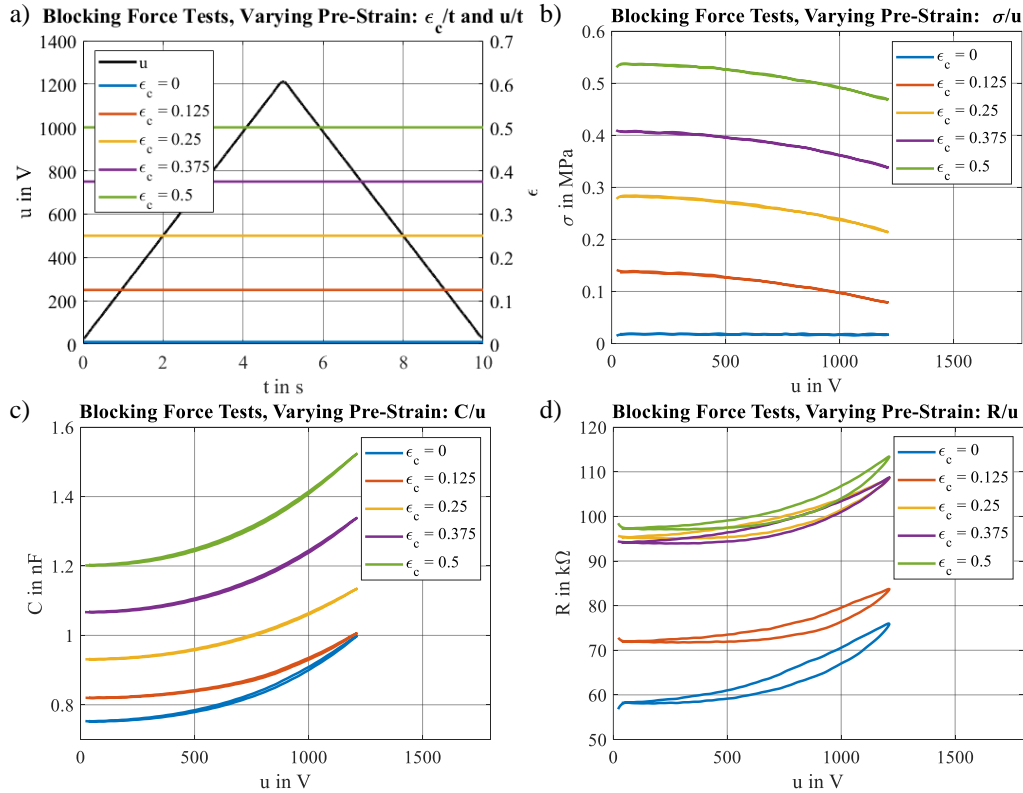 a) Blocking Force Tests, Varying Pre-Strain: ϵc/t and u/t
1400
1200
1000
800
600
400
200
0
u in V
0.7
0.6
0.5
0.4
0.3
0.2
0.1
0
ϵ
u
ϵc = 0
ϵc = 0.125
ϵc = 0.25
ϵc = 0.375
ϵc = 0.5
0 2 4 6 8 10
t in s
b) Blocking Force Tests, Varying Pre-Strain: σ/u
0.6
0.5
0.4
0.3
0.2
0.1
0
σ in MPa
ϵc = 0
ϵc = 0.125
ϵc = 0.25
ϵc = 0.375
ϵc = 0.5
0 500 1000 1500
u in V
c) Blocking Force Tests, Varying Pre-Strain: C/u
1.6
1.4
1.2
1
0.8
C in nF
ϵc = 0
ϵc = 0.125
ϵc = 0.25
ϵc = 0.375
ϵc = 0.5
0 500 1000 1500
u in V
d) Blocking Force Tests, Varying Pre-Strain: R/u
120
110
100
90
80
70
60
50
R in kΩ
ϵc = 0
ϵc = 0.125
ϵc = 0.25
ϵc = 0.375
ϵc = 0.5
0 500 1000 1500
u in V